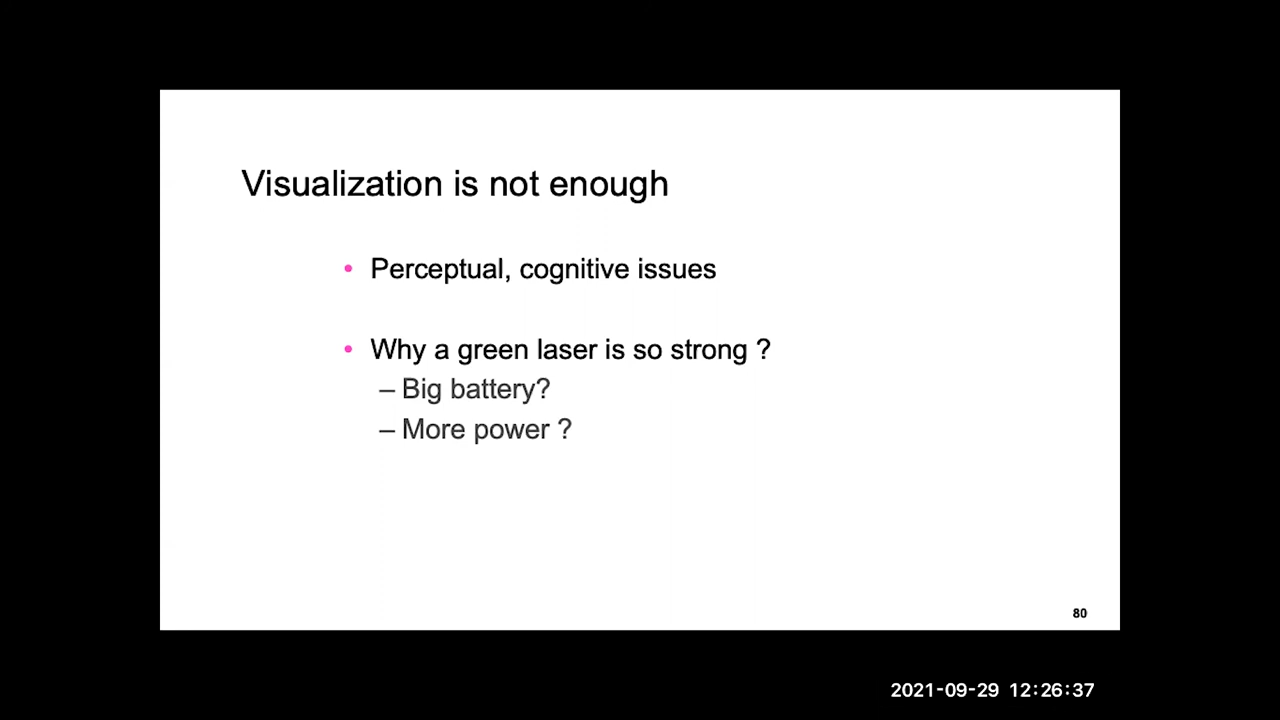 Visualization is not enough
• Perceptual, cognitive issues
• Why a green laser is so strong ?
– Big battery?
– More power ?
80
2021-09-29 12:26:37